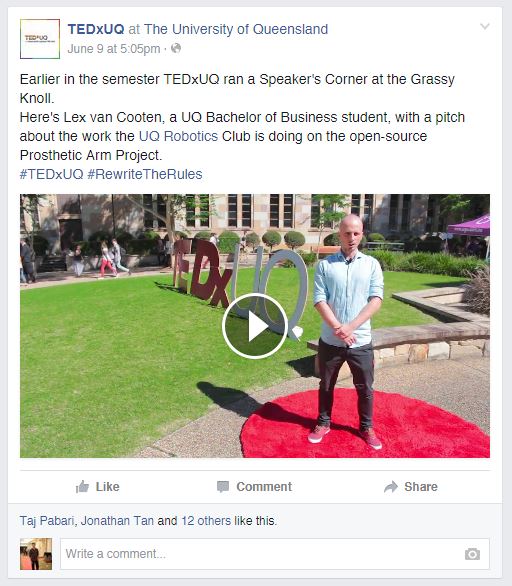 TEDxUQ at The University of Queensland
TEDxUQ
June 9 at 5:05pm ·
Earlier in the semester TEDxUQ ran a Speaker's Corner at the Grassy
Knoll.
Here's Lex van Cooten, a UQ Bachelor of Business student, with a pitch
about the work the UQ Robotics Club is doing on the open-source
Prosthetic Arm Project.
#TEDxUQ #RewriteTheRules
TEDxUQ
Like Comment Share
Taj Pabari, Jonathan Tan and 12 others like this.
Write a comment...